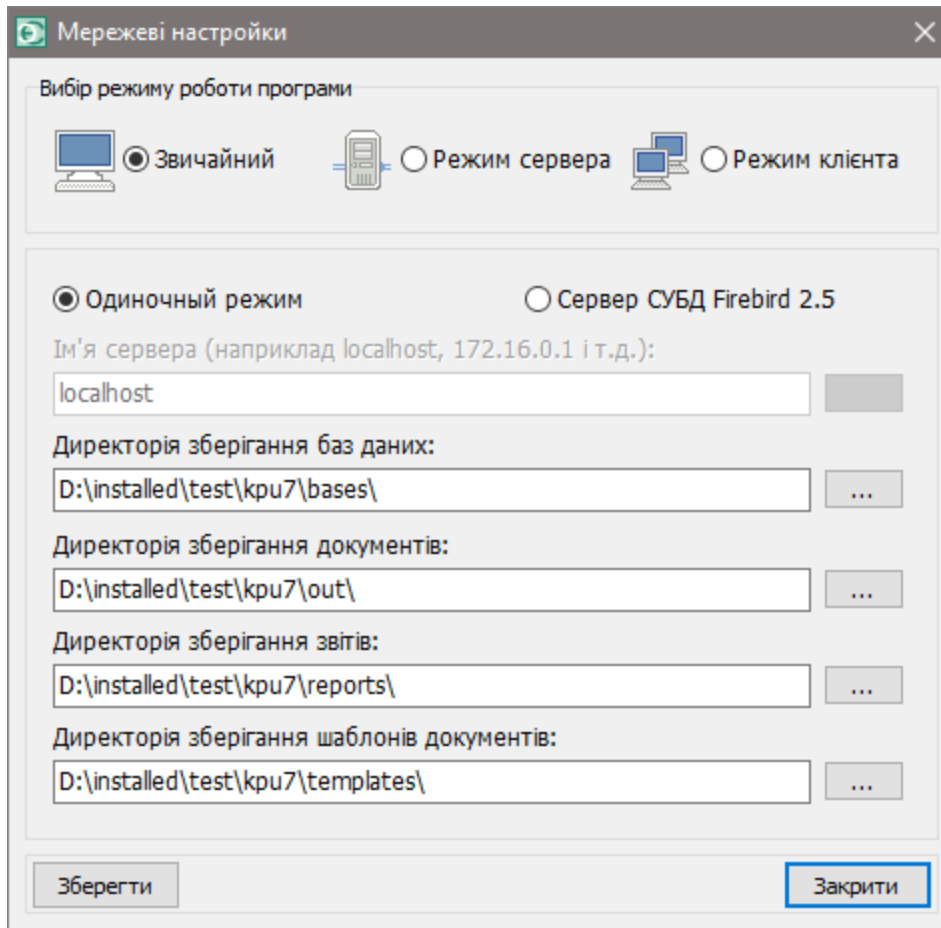 Мережеві настройки
Вибір режиму роботи програми
Звичайний Режим сервера Режим клієнта
Одиночный режим Сервер СУБД Firebird 2.5
Ім'я сервера (наприклад localhost, 172.16.0.1 і т.д.):
localhost
Директорія зберігання баз даних:
D:\installed\test\kpu7\bases\ ...
Директорія зберігання документів:
D:\installed\test\kpu7\out\ ...
Директорія зберігання звітів:
D:\installed\test\kpu7\reports\ ...
Директорія зберігання шаблонів документів:
D:\installed\test\kpu7\templates\ ...
Зберегти Закрити